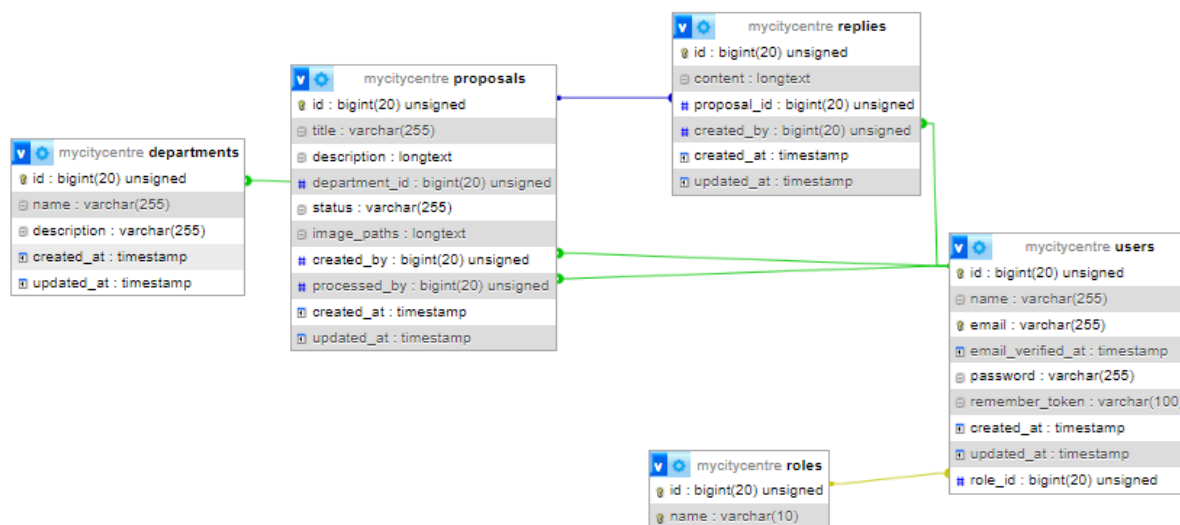 mycitycentre departments
id : bigint(20) unsigned
name : varchar(255)
description : varchar(255)
created_at : timestamp
updated_at : timestamp
mycitycentre proposals
id : bigint(20) unsigned
title : varchar(255)
description : longtext
department_id : bigint(20) unsigned
status : varchar(255)
image_paths : longtext
created_by : bigint(20) unsigned
processed_by : bigint(20) unsigned
created_at : timestamp
updated_at : timestamp
mycitycentre replies
id : bigint(20) unsigned
content : longtext
proposal_id : bigint(20) unsigned
created_by : bigint(20) unsigned
created_at : timestamp
updated_at : timestamp
mycitycentre users
id : bigint(20) unsigned
name : varchar(255)
email : varchar(255)
email_verified_at : timestamp
password : varchar(255)
remember_token : varchar(100)
created_at : timestamp
updated_at : timestamp
role_id : bigint(20) unsigned
mycitycentre roles
id : bigint(20) unsigned
name : varchar(10)